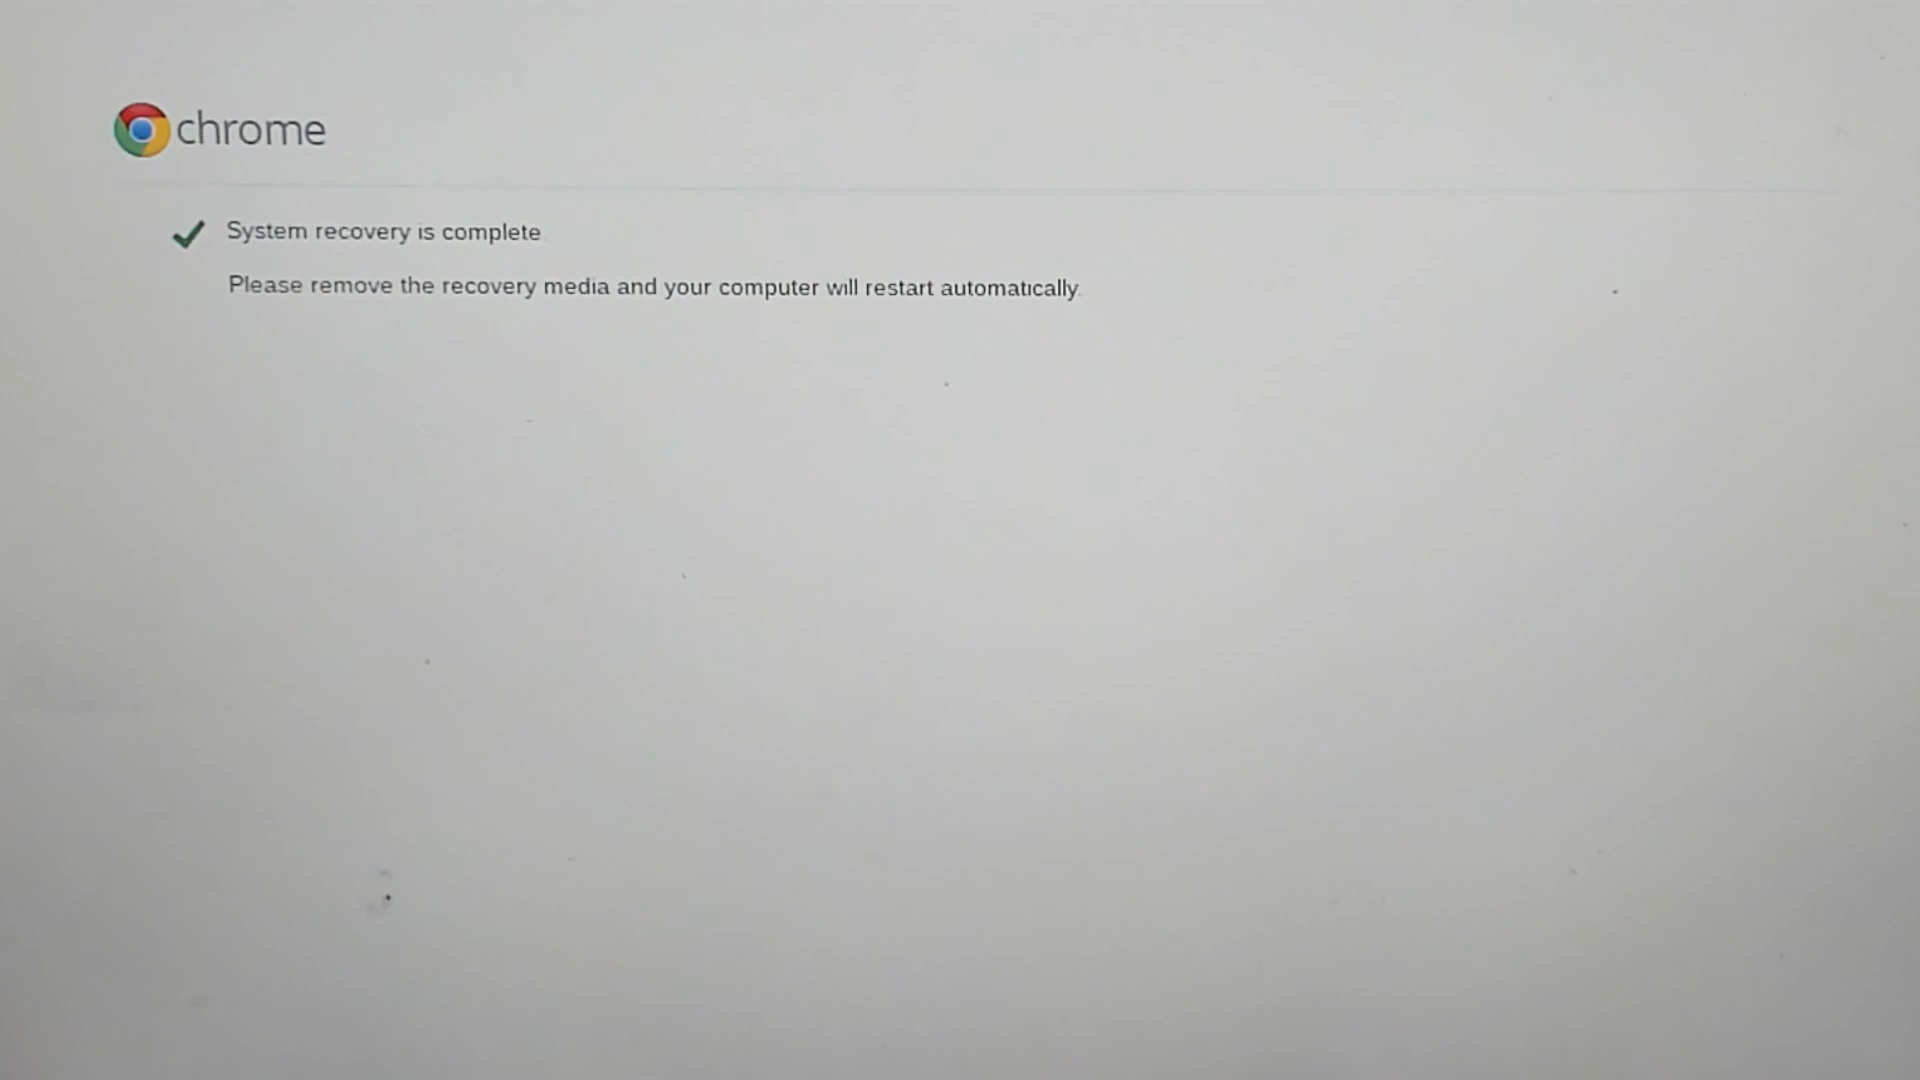 chrome
System recovery is complete.
Please remove the recovery media and your computer will restart automatically.